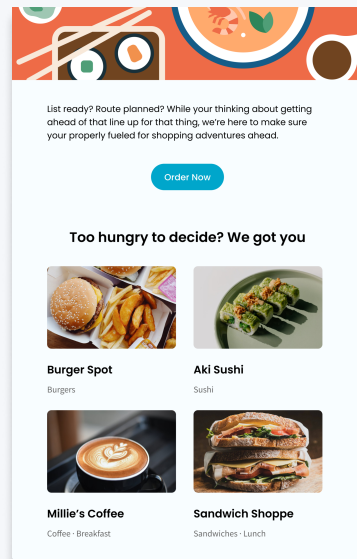 List ready? Route planned? While your thinking about getting
ahead of that line up for that thing, we're here to make sure
your properly fueled for shopping adventures ahead.
Order Now
Too hungry to decide? We got you
Burger Spot
Burgers
Aki Sushi
Sushi
Millie's Coffee
Coffee · Breakfast
Sandwich Shoppe
Sandwiches · Lunch